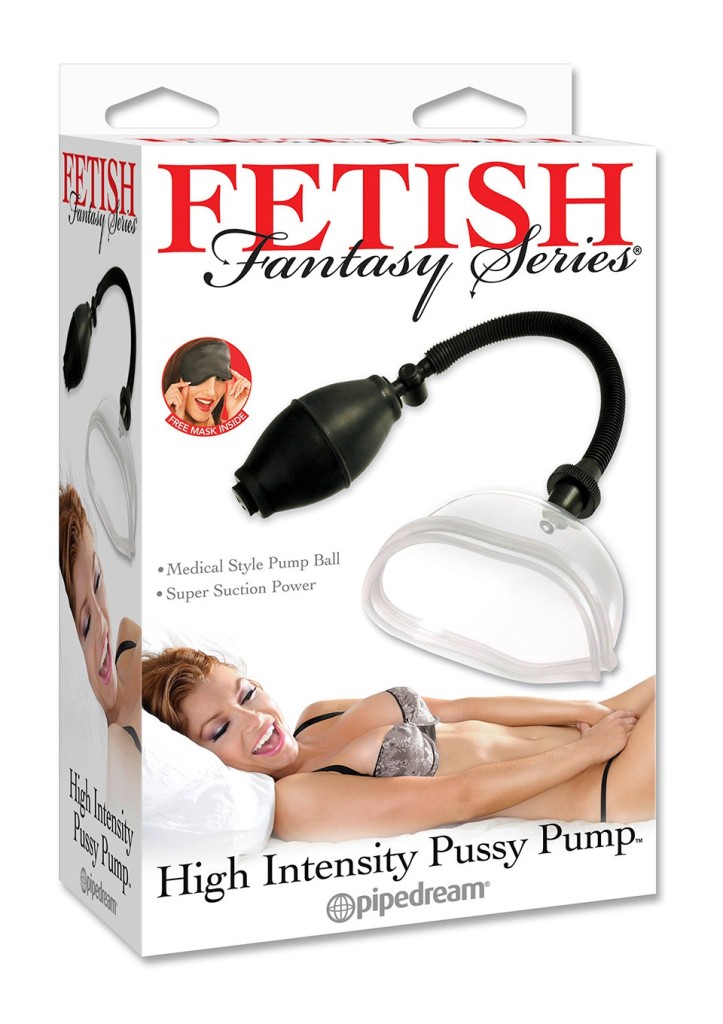 FETISH
Fantasy Series®
FETISH
Fantasy Series
FREE MASK INSIDE
•Medical Style Pump Ball
•Super Suction Power
High Intensity
Pussy Pump™
High Intensity Pussy Pump™
pipedream®
pipedream®